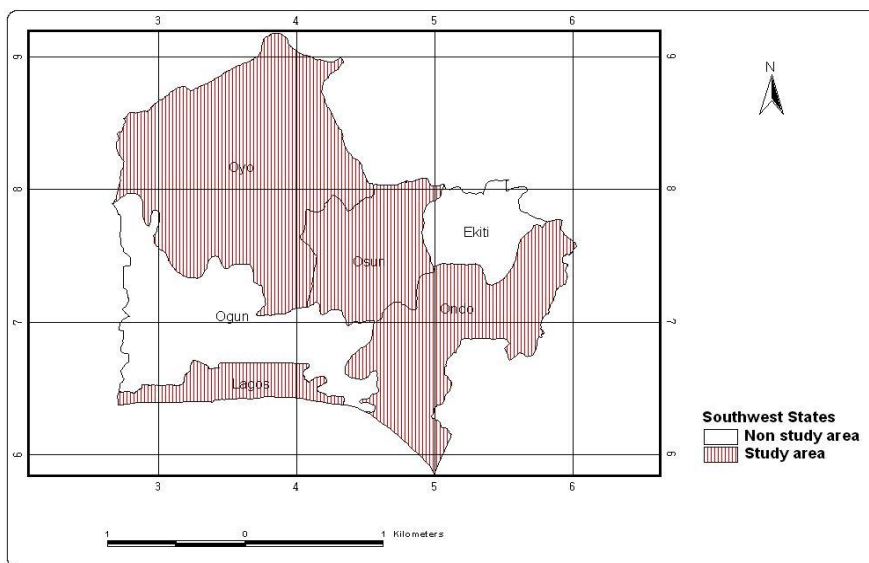 3 4 5 6
N
9 9
Oyo
8 8
Ekiti
Osun
Ondo
Ogun
7 7
Lagos
Southwest States
Non study area
Study area
6 6
3 4 5 6
1 0 1 Kilometers